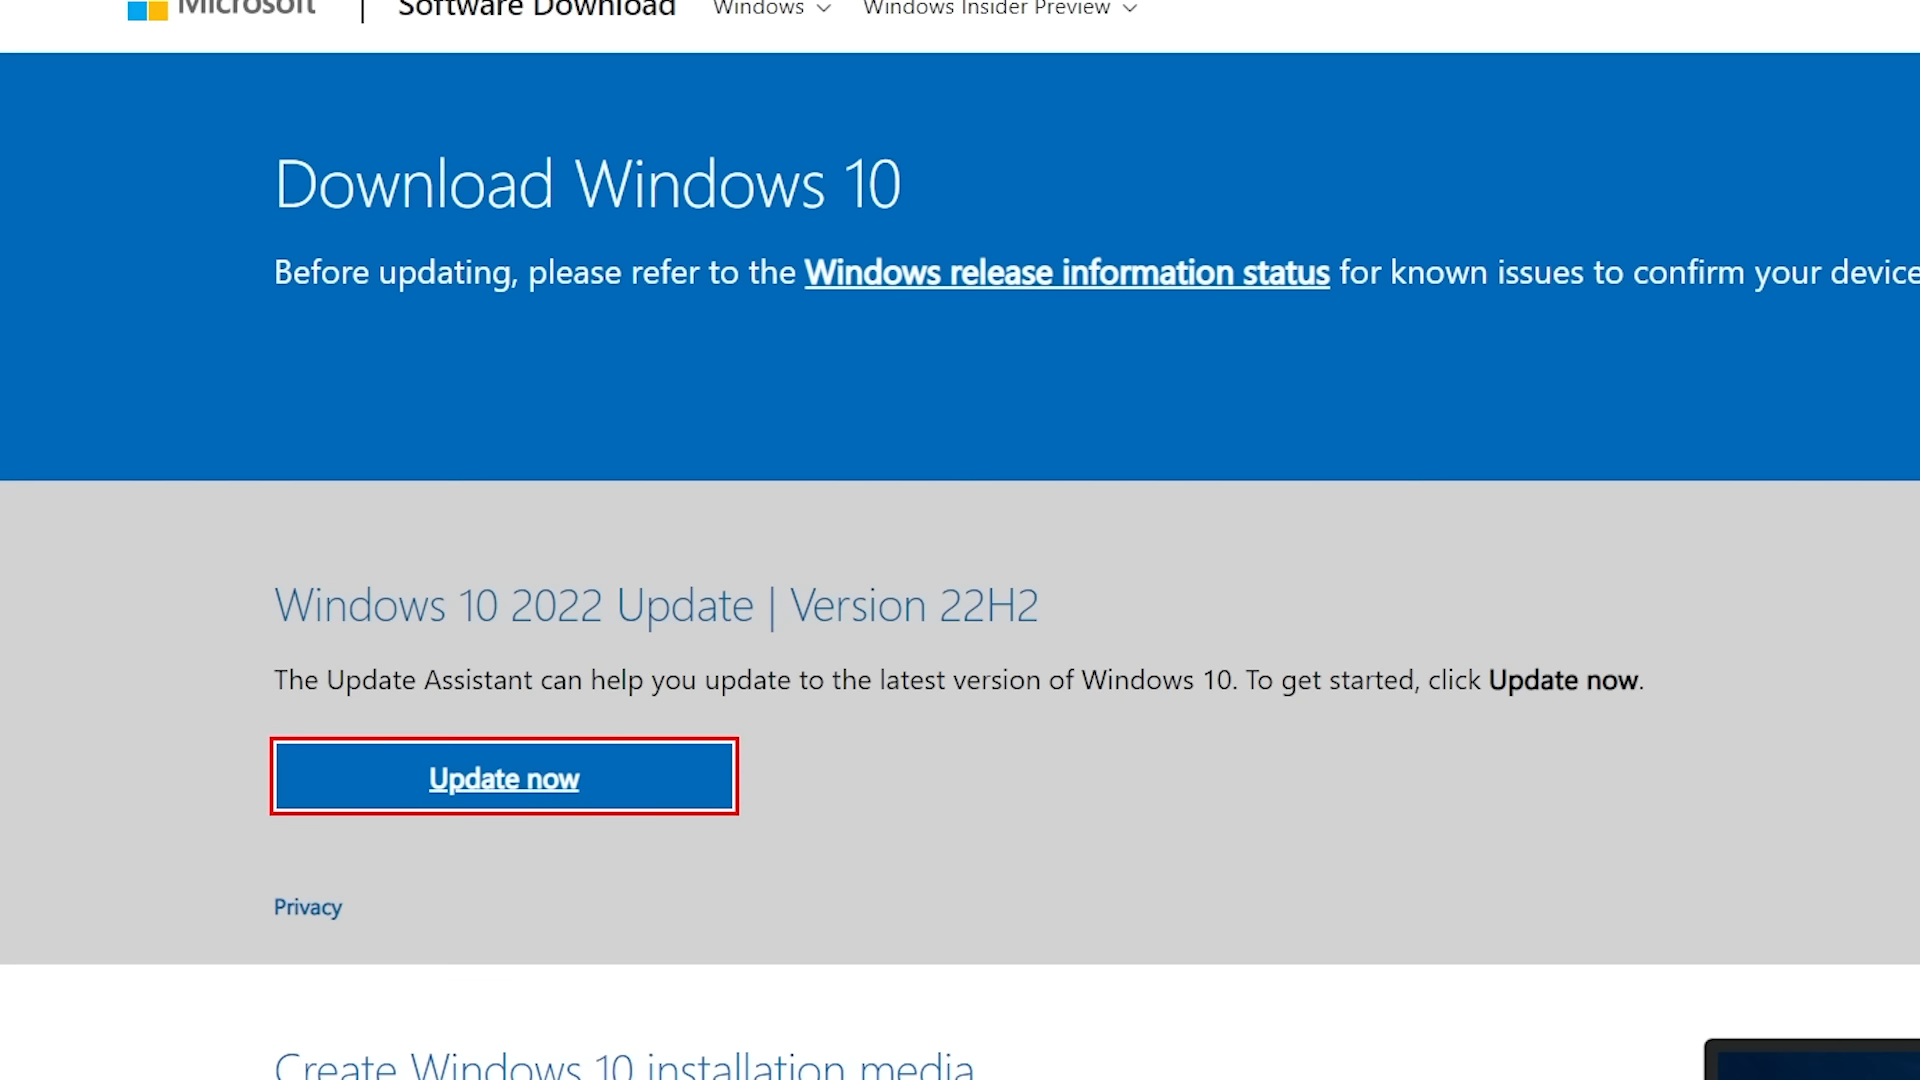 Microsoft | Software Download Windows Windows Insider Preview
Download Windows 10
Before updating, please refer to the Windows release information status for known issues to confirm your device
Windows 10 2022 Update | Version 22H2
The Update Assistant can help you update to the latest version of Windows 10. To get started, click Update now.
Update now
Privacy
Create Windows 10 installation media